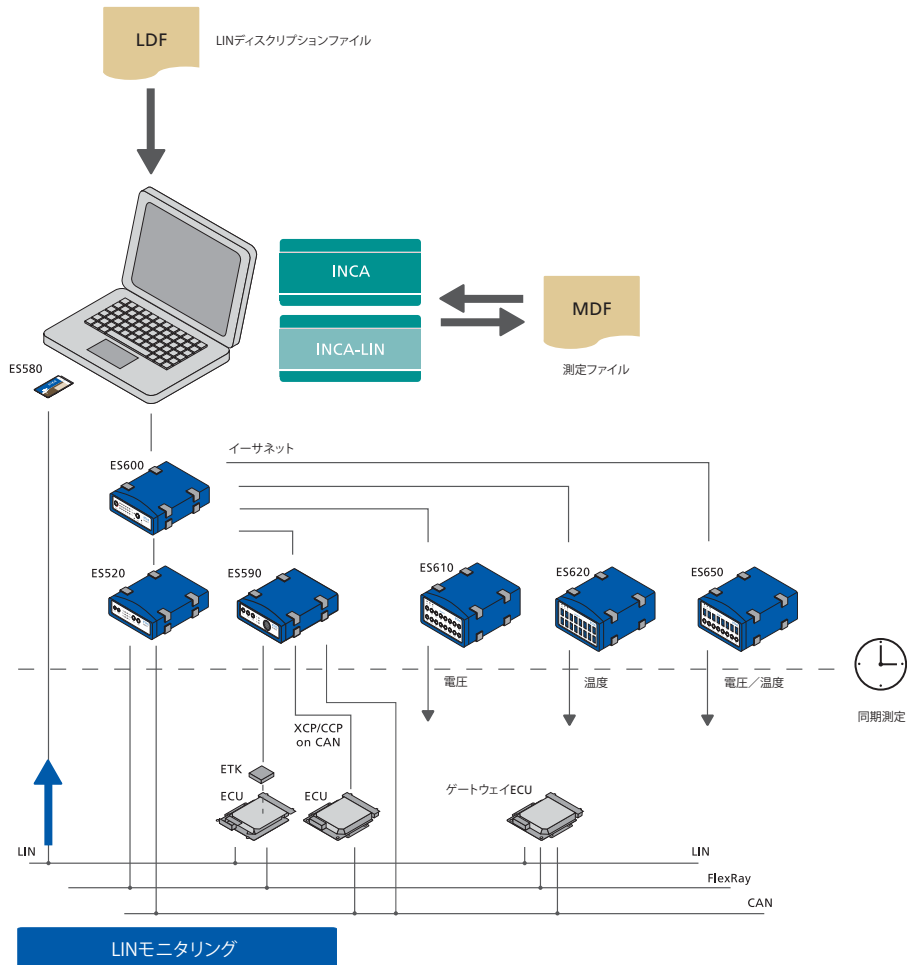 LDF
LINディスクリプションファイル
INCA
INCA-LIN
MDF
測定ファイル
ES580
イーサネット
ES600
ES520
ES590
ES610
ES620
ES650
電圧
温度
電圧／温度
同期測定
XCP/CCP
on CAN
ETK
ECU
ECU
ゲートウェイECU
LIN
LIN
FlexRay
CAN
LINモニタリング